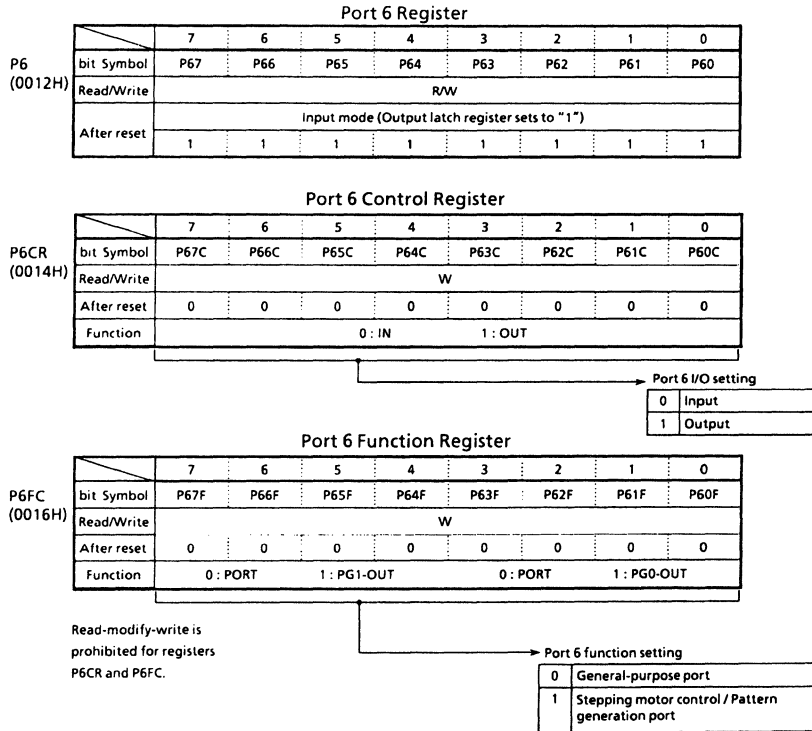 Port 6 Register
7 6 5 4 3 2 1 0
P6 (0012H)
bit Symbol P67 P66 P65 P64 P63 P62 P61 P60
Read/Write R/W
After reset Input mode (Output latch register sets to "1")
1 1 1 1 1 1 1 1
Port 6 Control Register
7 6 5 4 3 2 1 0
P6CR (0014H)
bit Symbol P67C P66C P65C P64C P63C P62C P61C P60C
Read/Write W
After reset 0 0 0 0 0 0 0 0
Function 0 : IN 1 : OUT
Port 6 I/O setting
0 Input
1 Output
Port 6 Function Register
7 6 5 4 3 2 1 0
P6FC (0016H)
bit Symbol P67F P66F P65F P64F P63F P62F P61F P60F
Read/Write W
After reset 0 0 0 0 0 0 0 0
Function 0 : PORT 1 : PG1-OUT 0 : PORT 1 : PG0-OUT
Read-modify-write is
prohibited for registers
P6CR and P6FC.
Port 6 function setting
0 General-purpose port
1 Stepping motor control / Pattern
generation port